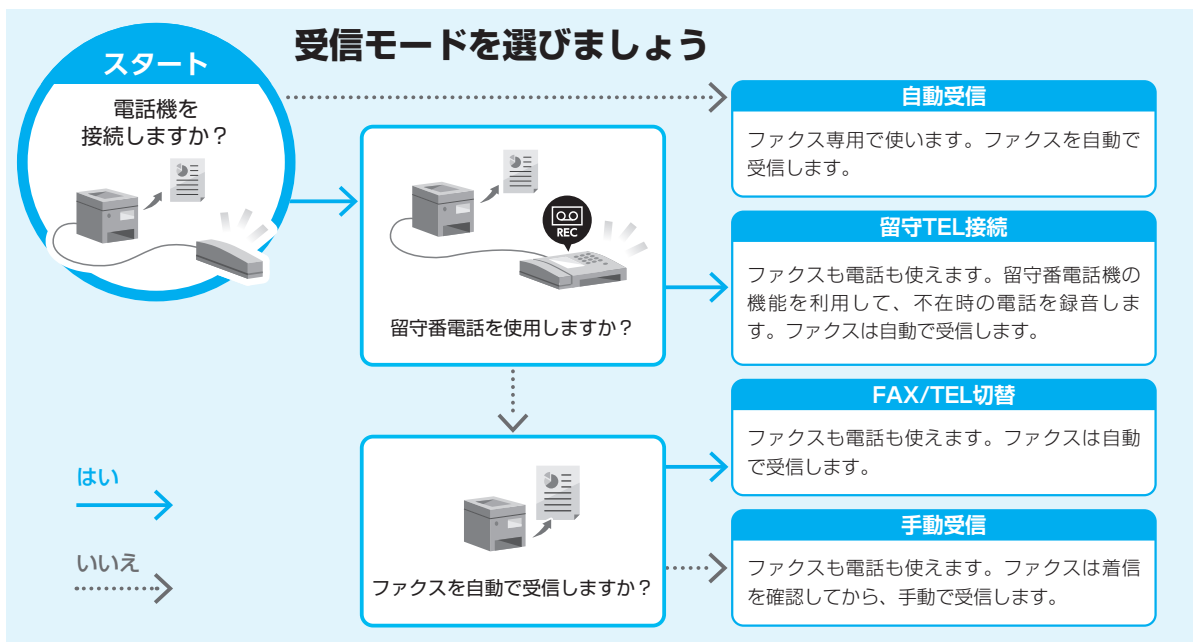 受信モードを選びましょう
スタート
電話機を
接続しますか？
自動受信
ファクス専用で使います。ファクスを自動で
受信します。
REC
留守番電話を使用しますか？
留守TEL接続
ファクスも電話も使えます。留守番電話機の
機能を利用して、不在時の電話を録音しま
す。ファクスは自動で受信します。
FAX/TEL切替
ファクスも電話も使えます。ファクスは自動
で受信します。
ファクスを自動で受信しますか？
手動受信
ファクスも電話も使えます。ファクスは着信
を確認してから、手動で受信します。
はい
いいえ